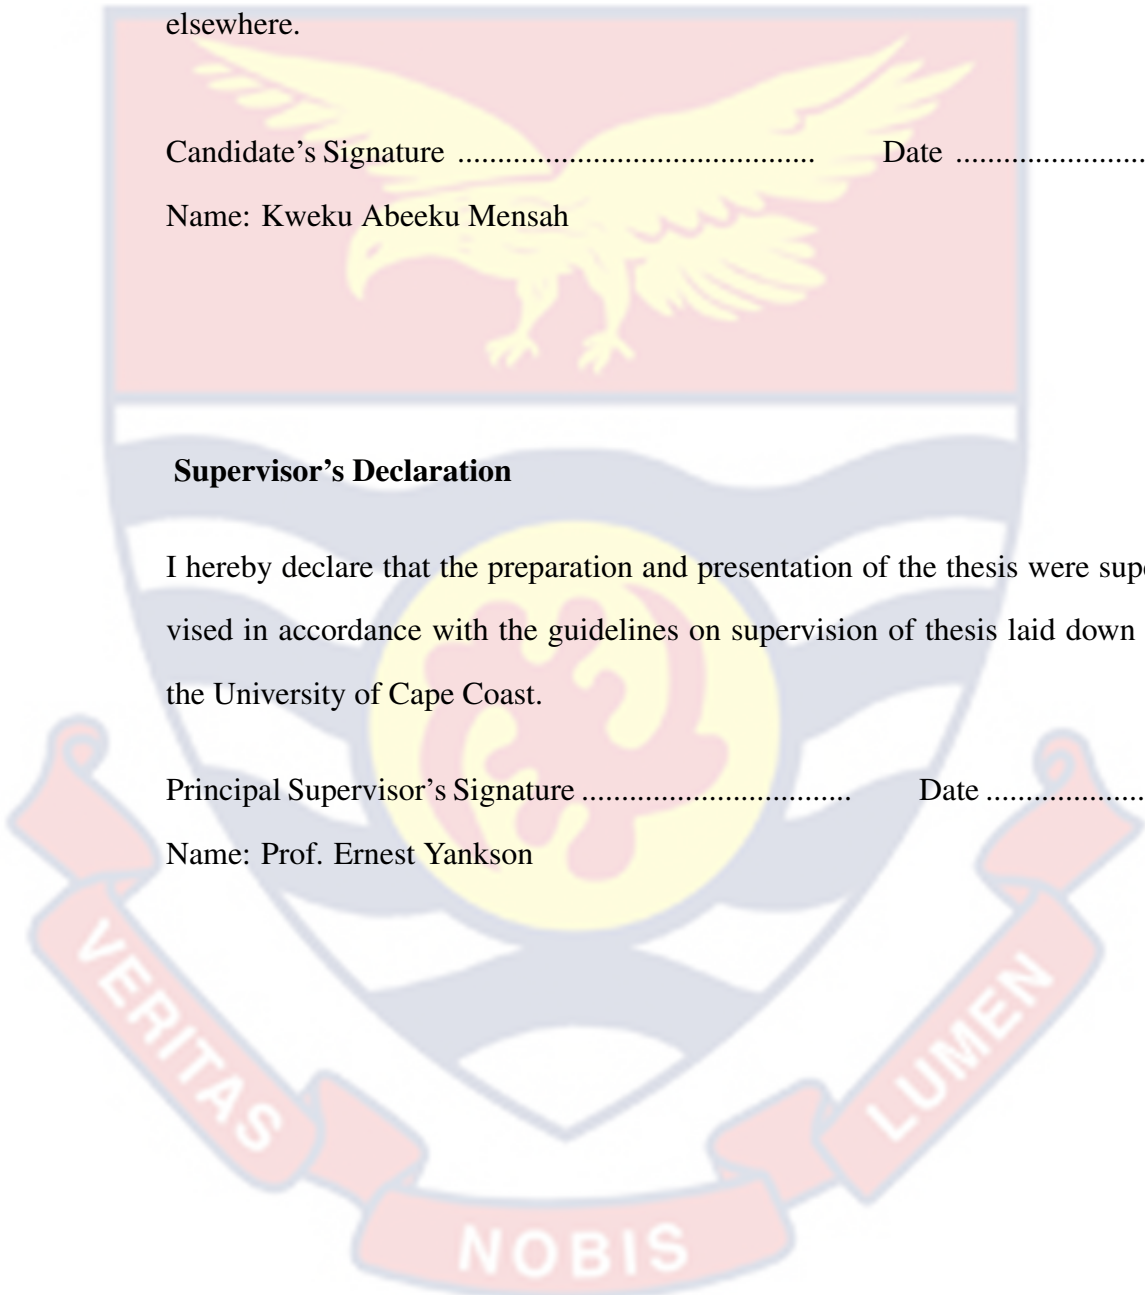 elsewhere.
Candidate's Signature ............................................. Date ........................
Name: Kweku Abeeku Mensah
Supervisor's Declaration
I hereby declare that the preparation and presentation of the thesis were sup
vised in accordance with the guidelines on supervision of thesis laid down
the University of Cape Coast.
Principal Supervisor's Signature .................................. Date ....................
Name: Prof. Ernest Yankson
VERITAS
NOBIS
LUMEN